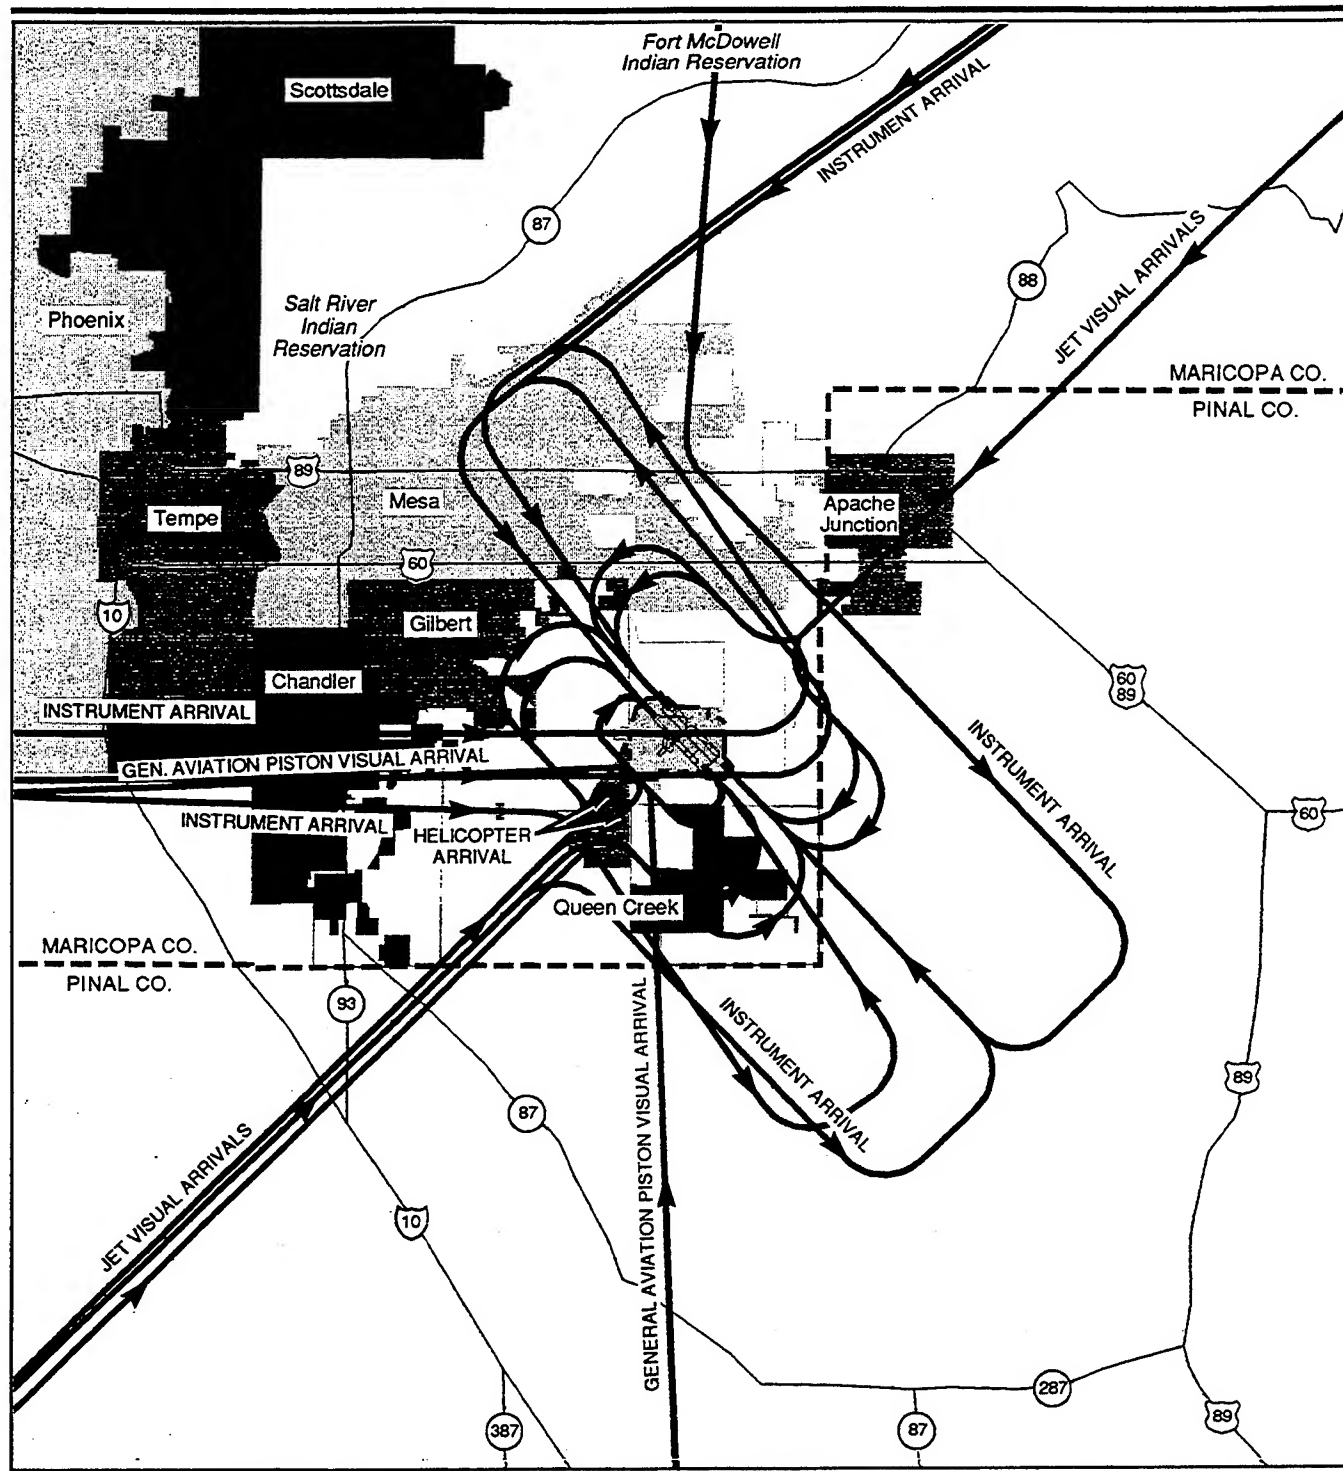 Fort McDowell
Indian Reservation
Scottsdale
INSTRUMENT ARRIVAL
87
JET VISUAL ARRIVALS
88
Phoenix
Salt River
Indian
Reservation
MARICOPA CO.
PINAL CO.
89
Mesa
Tempe
Apache
Junction
60
10
Gilbert
Chandler
60
89
INSTRUMENT ARRIVAL
INSTRUMENT ARRIVAL
GEN. AVIATION PISTON VISUAL ARRIVAL
INSTRUMENT ARRIVAL
HELICOPTER
ARRIVAL
60
Queen Creek
MARICOPA CO.
PINAL CO.
93
INSTRUMENT ARRIVAL
GENERAL AVIATION PISTON VISUAL ARRIVAL
89
87
JET VISUAL ARRIVALS
10
287
387
87
89